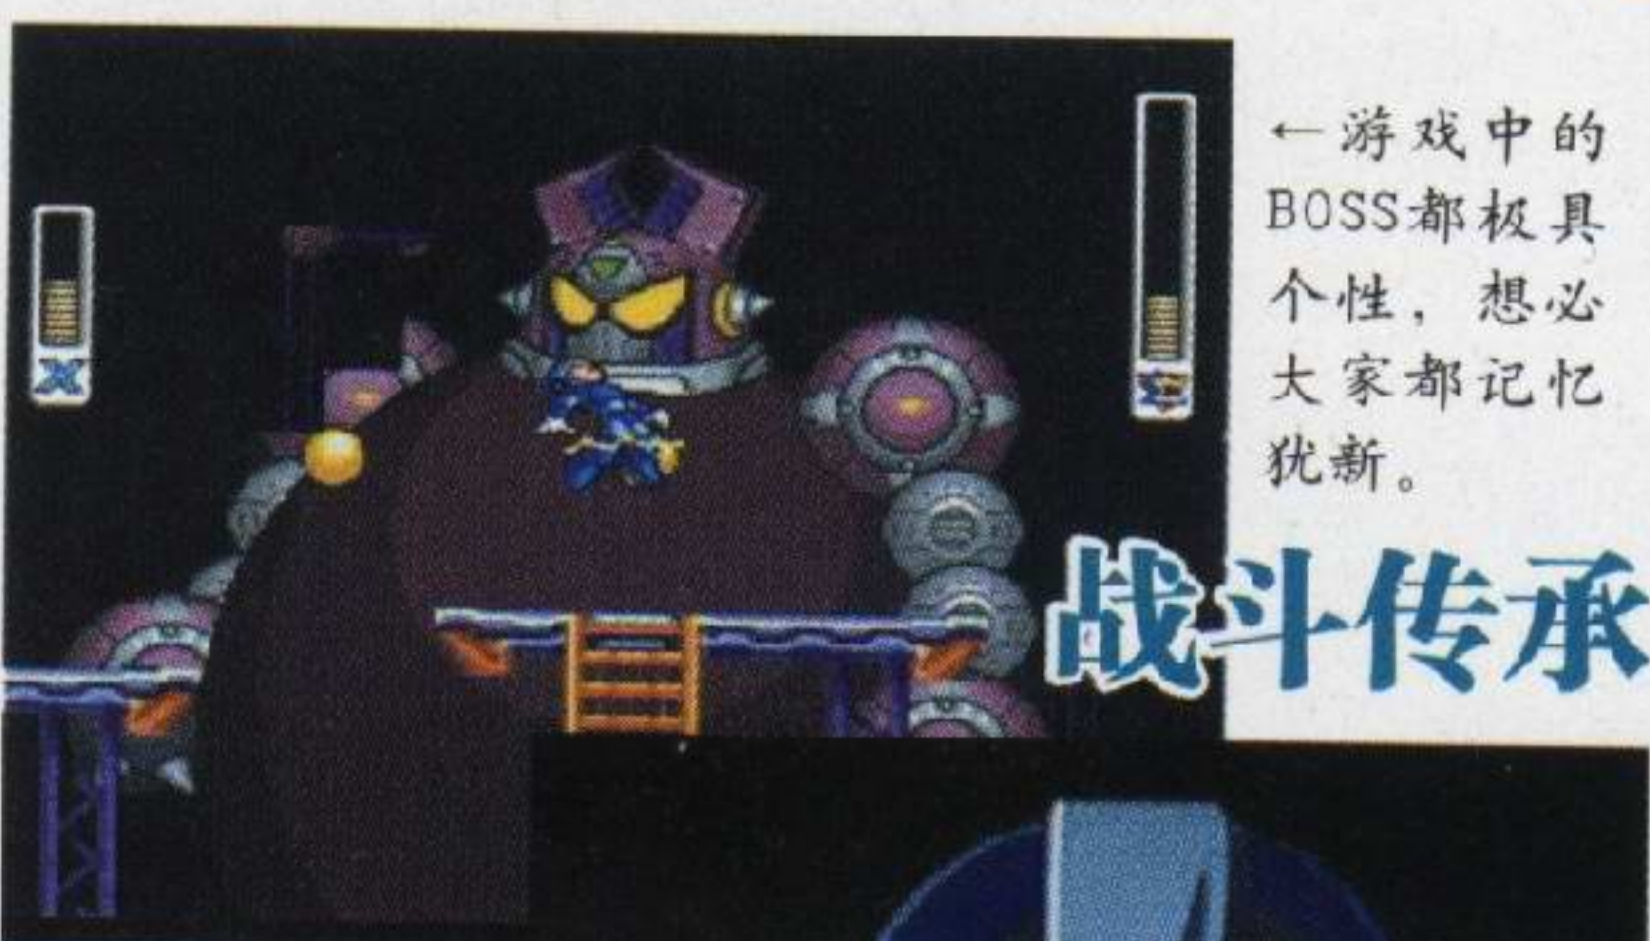 ←游戏中的
BOSS都极具
个性，想必
大家都记忆
犹新。
战斗传承